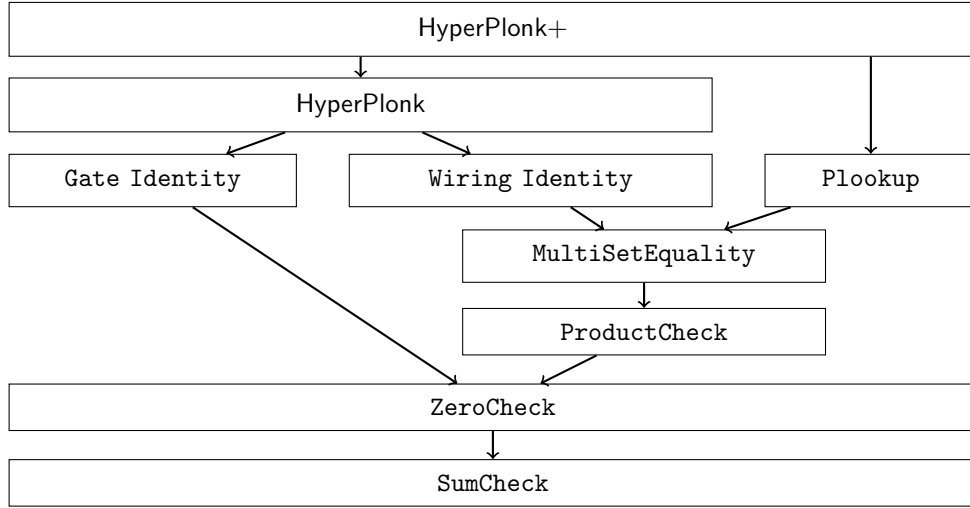 HyperPlonk+
HyperPlonk
Gate Identity
Wiring Identity
Plookup
MultiSetEquality
ProductCheck
ZeroCheck
SumCheck